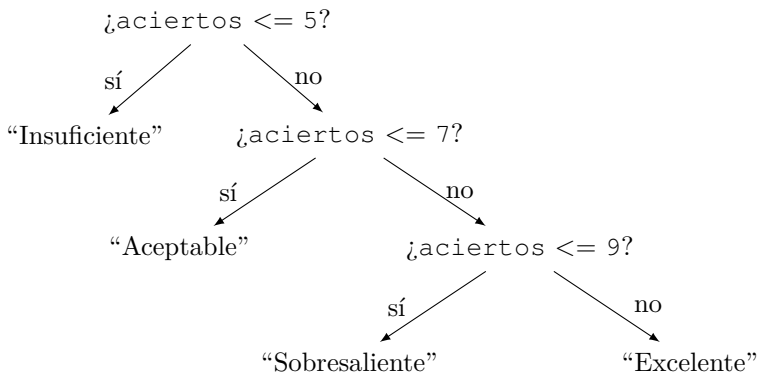 ¿aciertos <= 5?
sí
no
“Insuficiente”
¿aciertos <= 7?
sí
no
“Aceptable”
¿aciertos <= 9?
sí
no
“Sobresaliente”
“Excelente”